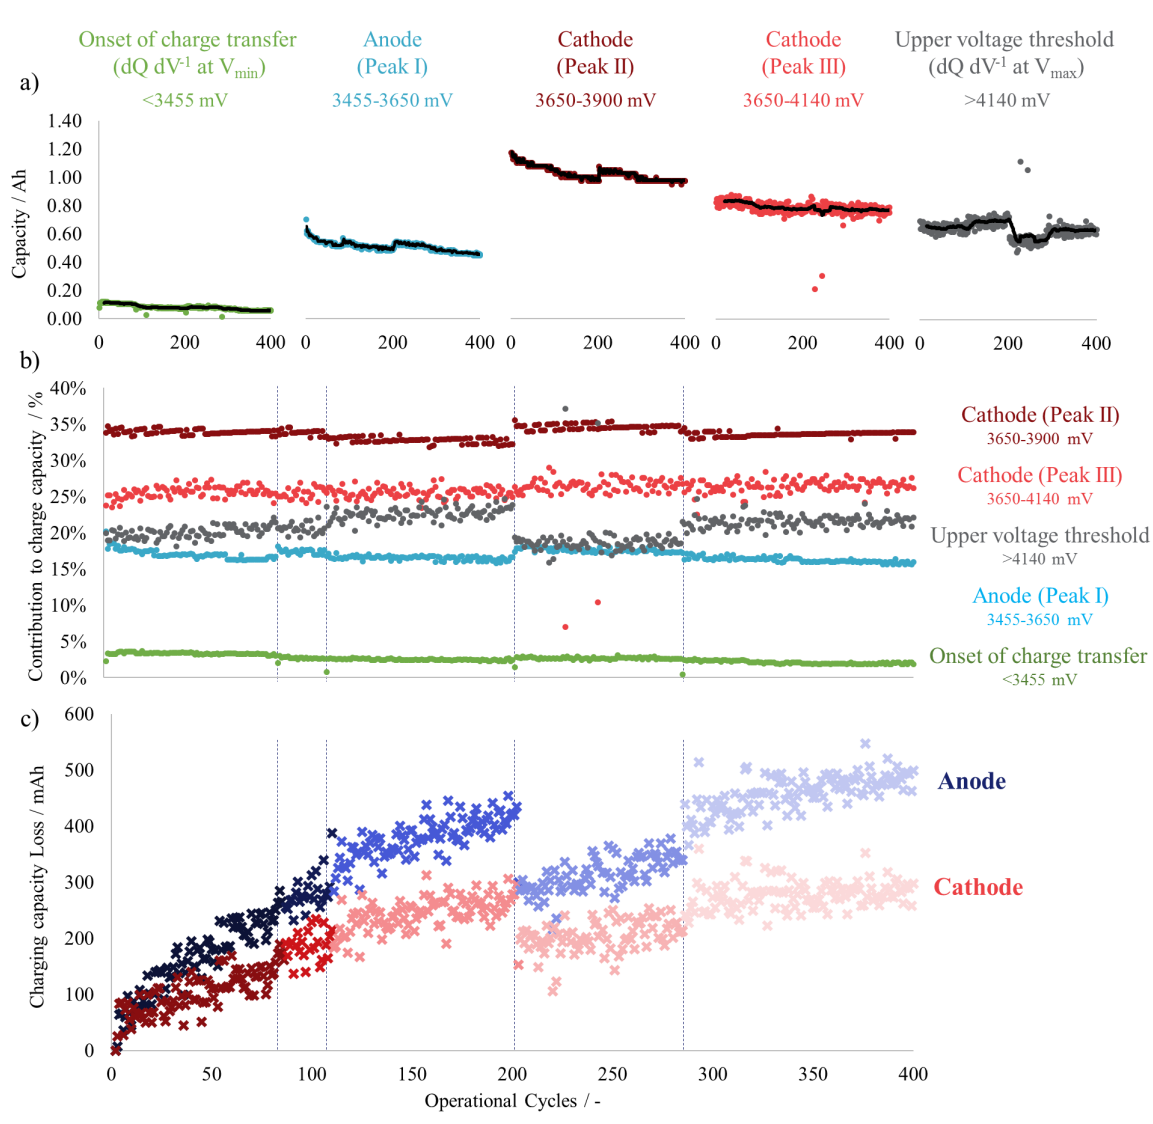 Onset of charge transfer
(dQ dV-1 at Vmin)
<3455 mV
Anode
(Peak I)
3455-3650 mV
Cathode
(Peak II)
3650-3900 mV
Cathode
(Peak III)
3650-4140 mV
Upper voltage threshold
(dQ dV-1 at Vmax)
>4140 mV
a)
Capacity / Ah
1.40
1.20
1.00
0.80
0.60
0.40
0.20
0.00
0 200 400
0 200 400
0 200 400
0 200 400
0 200 400
b)
Contribution to charge capacity / %
40%
35%
30%
25%
20%
15%
10%
5%
0%
Cathode (Peak II)
3650-3900 mV
Cathode (Peak III)
3650-4140 mV
Upper voltage threshold
>4140 mV
Anode (Peak I)
3455-3650 mV
Onset of charge transfer
<3455 mV
c)
Charging capacity Loss / mAh
600
500
400
300
200
100
0
Anode
Cathode
0 50 100 150 200 250 300 350 400
Operational Cycles / -